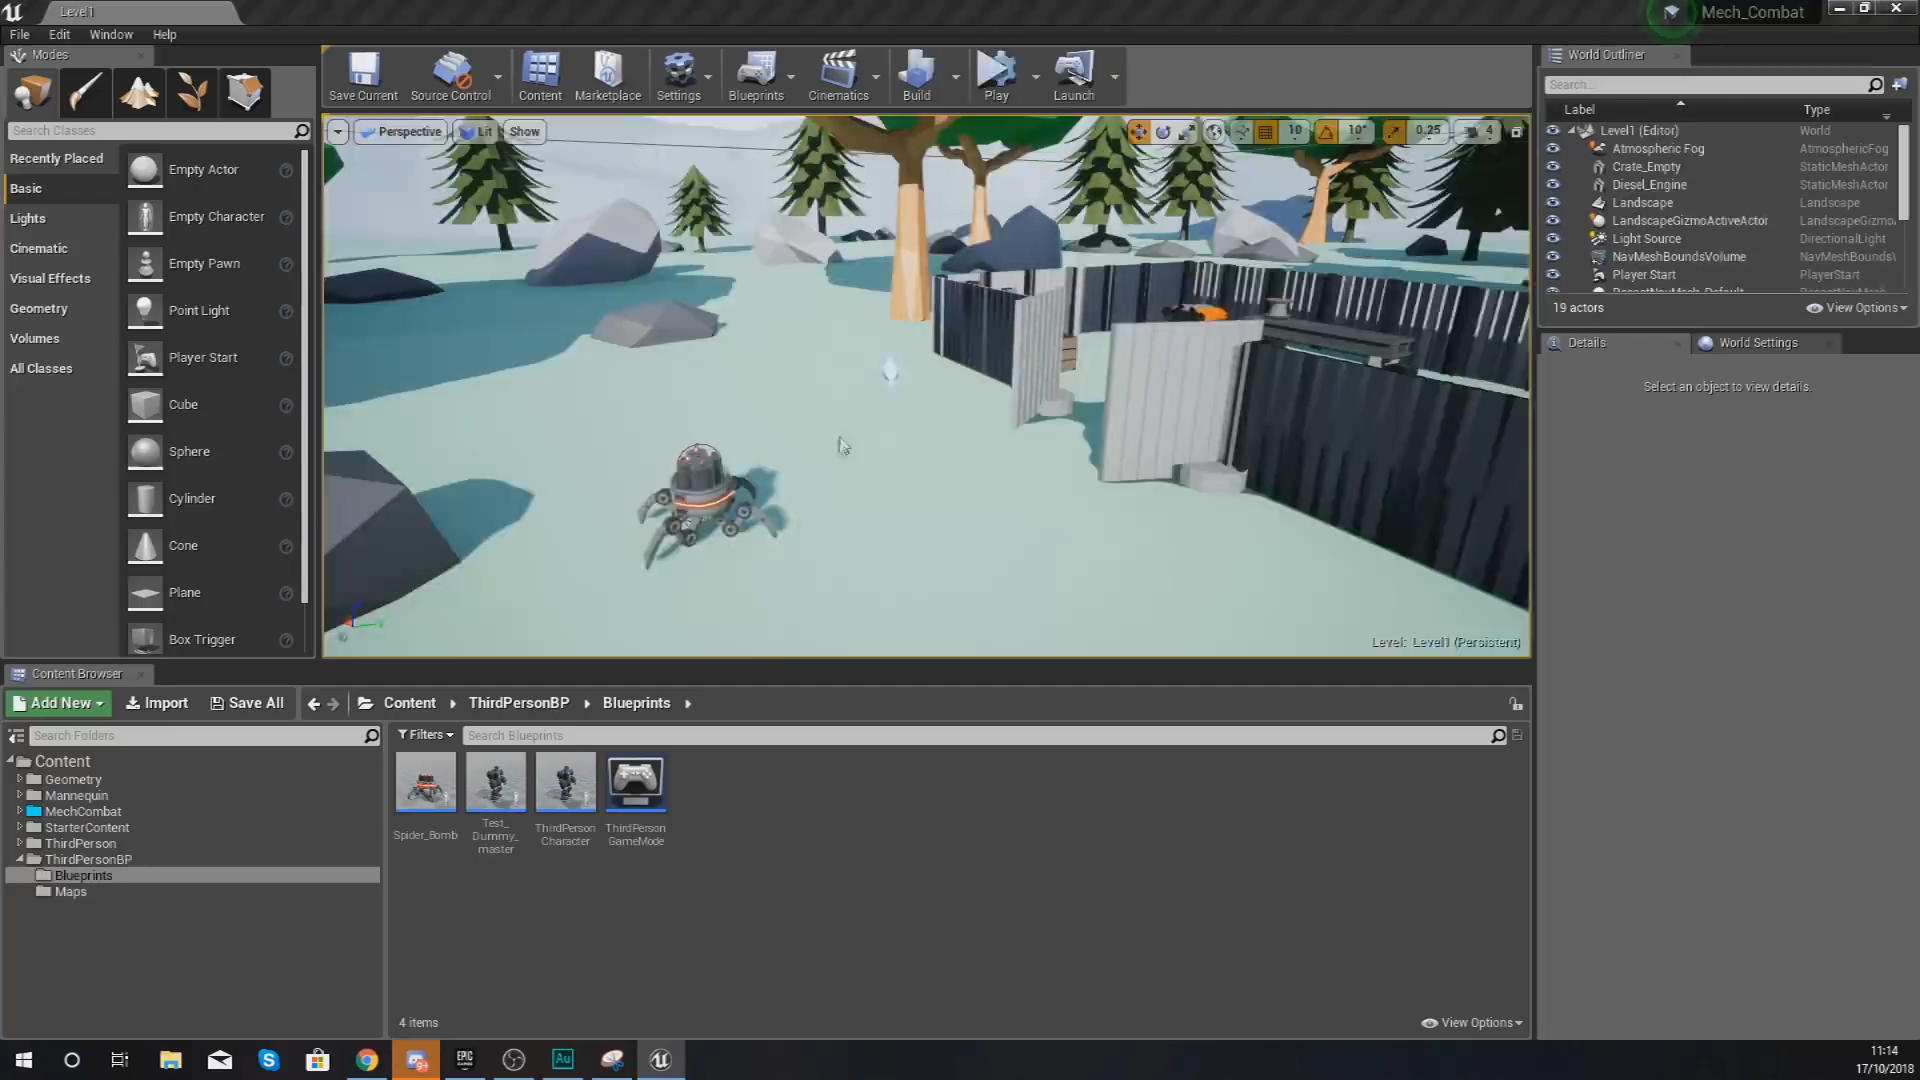 Level1
Mech_Combat
File Edit Window Help
Modes
Search Classes
Recently Placed
Basic
Lights
Cinematic
Visual Effects
Geometry
Volumes
All Classes
Empty Actor
Empty Character
Empty Pawn
Point Light
Player Start
Cube
Sphere
Cylinder
Cone
Plane
Box Trigger
Save Current
Source Control
Content
Marketplace
Settings
Blueprints
Cinematics
Build
Play
Launch
Perspective
Lit
Show
10
10°
0.25
4
Level: Level1 (Persistent)
World Outliner
Search...
Label Type
Level1 (Editor) World
Atmospheric Fog AtmosphericFog
Crate_Empty StaticMeshActor
Diesel_Engine StaticMeshActor
Landscape Landscape
LandscapeGizmoActiveActor LandscapeGizmo
Light Source DirectionalLight
NavMeshBoundsVolume NavMeshBoundsV
Player Start PlayerStart
19 actors
View Options
Details
World Settings
Select an object to view details.
Content Browser
Add New
Import
Save All
Content
ThirdPersonBP
Blueprints
Search Folders
Filters
Search Blueprints
Content
Geometry
Mannequin
MechCombat
StarterContent
ThirdPerson
ThirdPersonBP
Blueprints
Maps
Spider_Bomb
Test_
Dummy_
master
ThirdPerson
Character
ThirdPerson
GameMode
4 items
View Options
9+
EPIC
GAMES
Au
11:14
17/10/2018